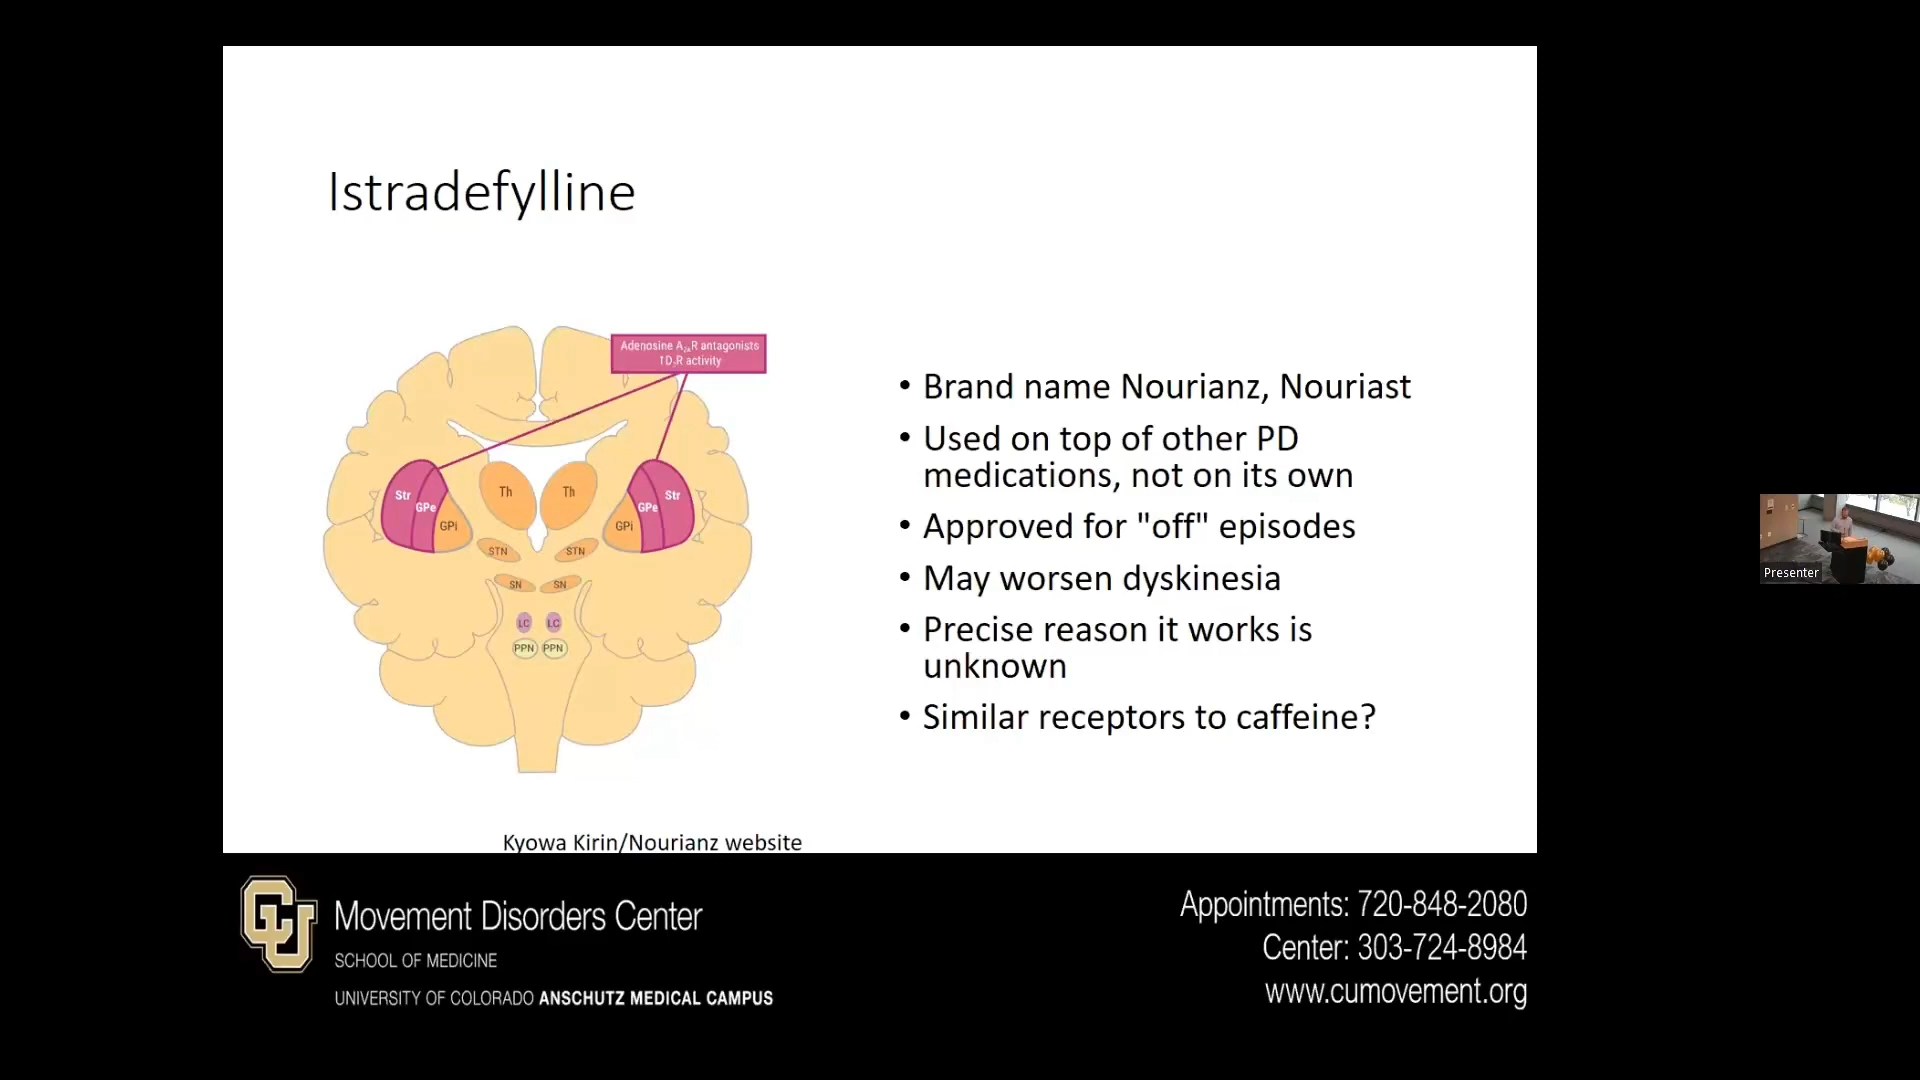 Istradefylline
Adenosine A₂ₐR antagonists
↑D₂R activity
Str
GPe
GPi
Th
Th
GPi
GPe
Str
STN
STN
SN
SN
LC
LC
PPN
PPN
• Brand name Nourianz, Nouriast
• Used on top of other PD
medications, not on its own
• Approved for "off" episodes
• May worsen dyskinesia
• Precise reason it works is
unknown
• Similar receptors to caffeine?
Kyowa Kirin/Nourianz website
Presenter
CU
Movement Disorders Center
SCHOOL OF MEDICINE
UNIVERSITY OF COLORADO ANSCHUTZ MEDICAL CAMPUS
Appointments: 720-848-2080
Center: 303-724-8984
www.cumovement.org